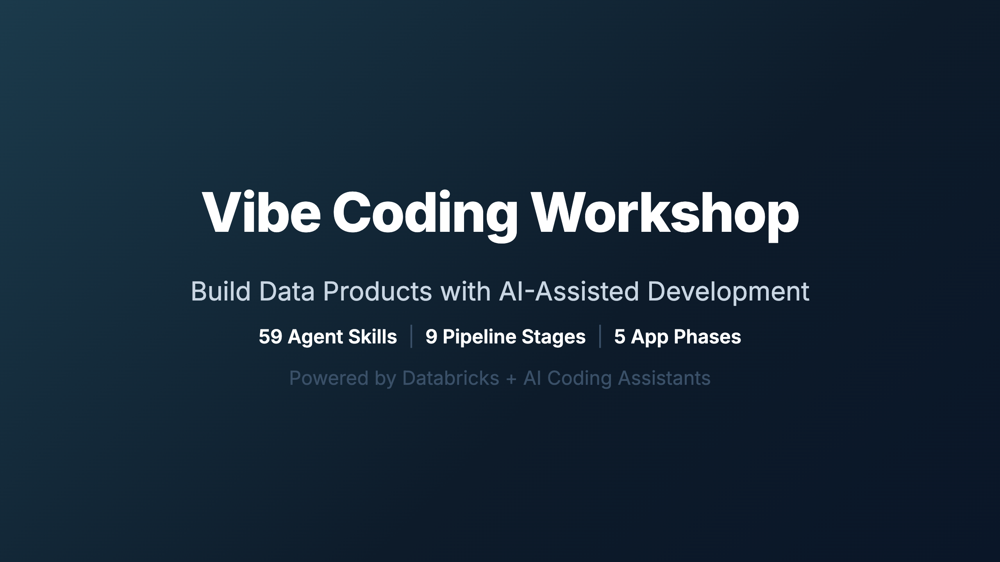 Vibe Coding Workshop
Build Data Products with AI-Assisted Development
59 Agent Skills | 9 Pipeline Stages | 5 App Phases
Powered by Databricks + AI Coding Assistants